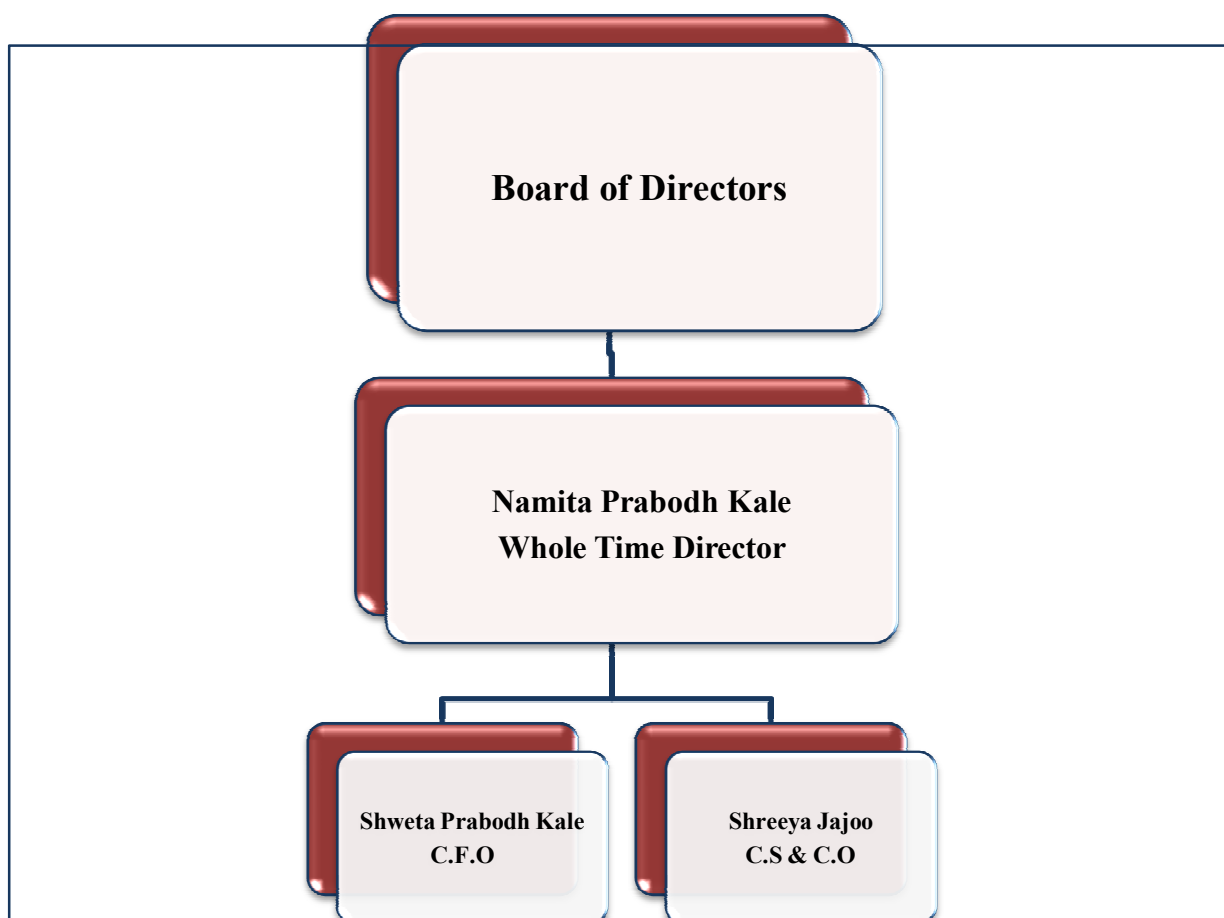 Board of Directors
Namita Prabodh Kale
Whole Time Director
Shweta Prabodh Kale
C.F.O
Shreeya Jajoo
C.S & C.O